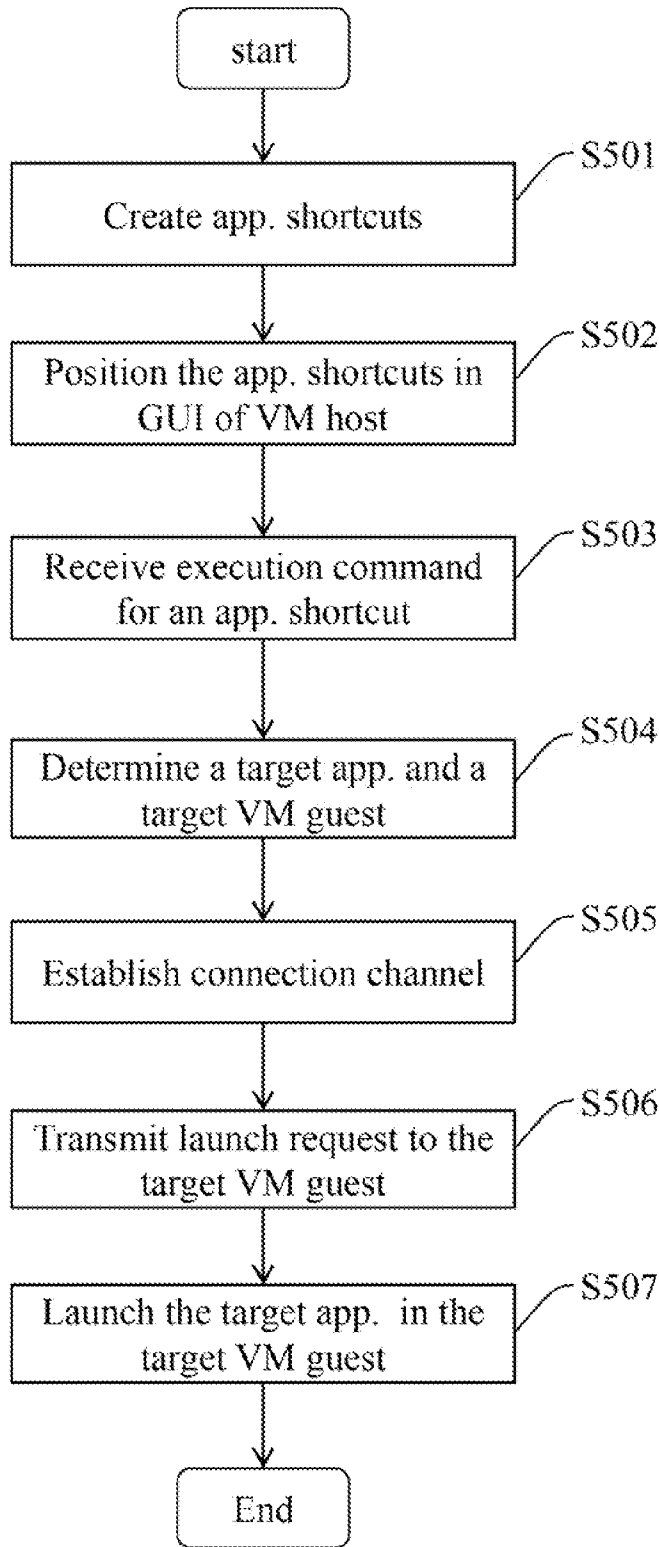 start
S501
Create app. shortcuts
S502
Position the app. shortcuts in
GUI of VM host
S503
Receive execution command
for an app. shortcut
S504
Determine a target app. and a
target VM guest
S505
Establish connection channel
S506
Transmit launch request to the
target VM guest
S507
Launch the target app. in the
target VM guest
End